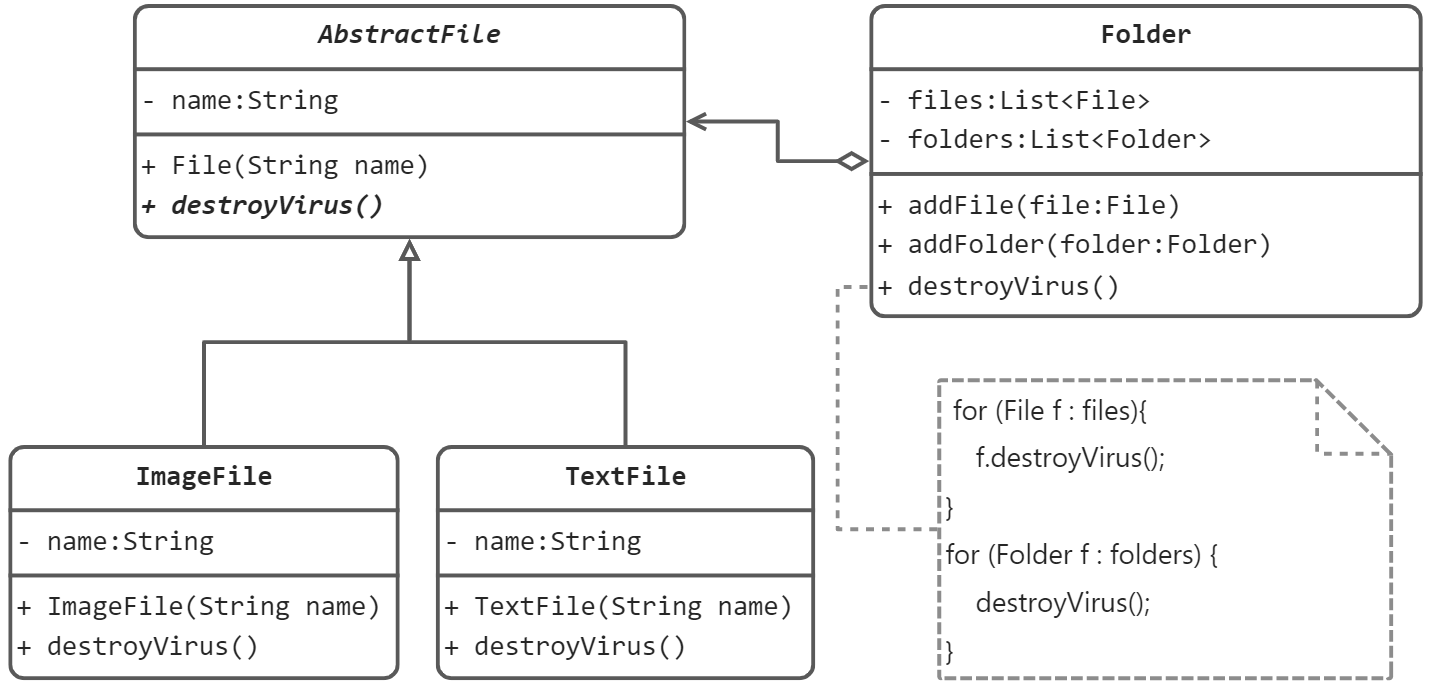 AbstractFile
- name:String
+ File(String name)
+ destroyVirus()
Folder
- files:List<File>
- folders:List<Folder>
+ addFile(file:File)
+ addFolder(folder:Folder)
+ destroyVirus()
ImageFile
- name:String
+ ImageFile(String name)
+ destroyVirus()
TextFile
- name:String
+ TextFile(String name)
+ destroyVirus()
for (File f : files){
f.destroyVirus();
}
for (Folder f : folders) {
destroyVirus();
}